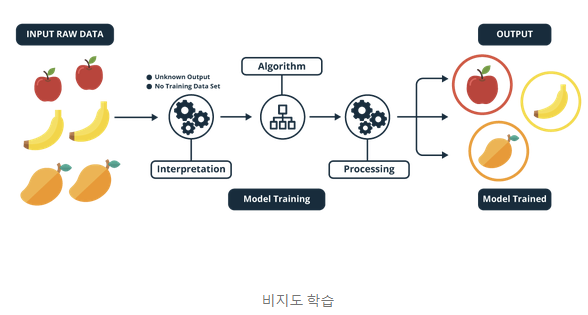 INPUT RAW DATA
OUTPUT
Algorithm
● Unknown Output
● No Training Data Set
Interpretation
Processing
Model Training
Model Trained
비지도 학습